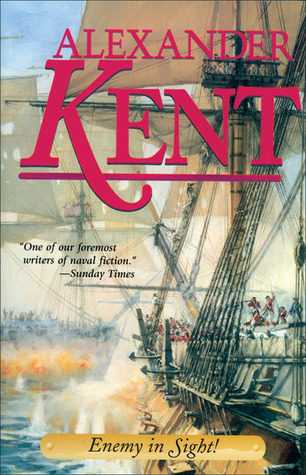 ALEXANDER
KENT
“One of our foremost
writers of naval fiction.”
—Sunday Times
Enemy in Sight!